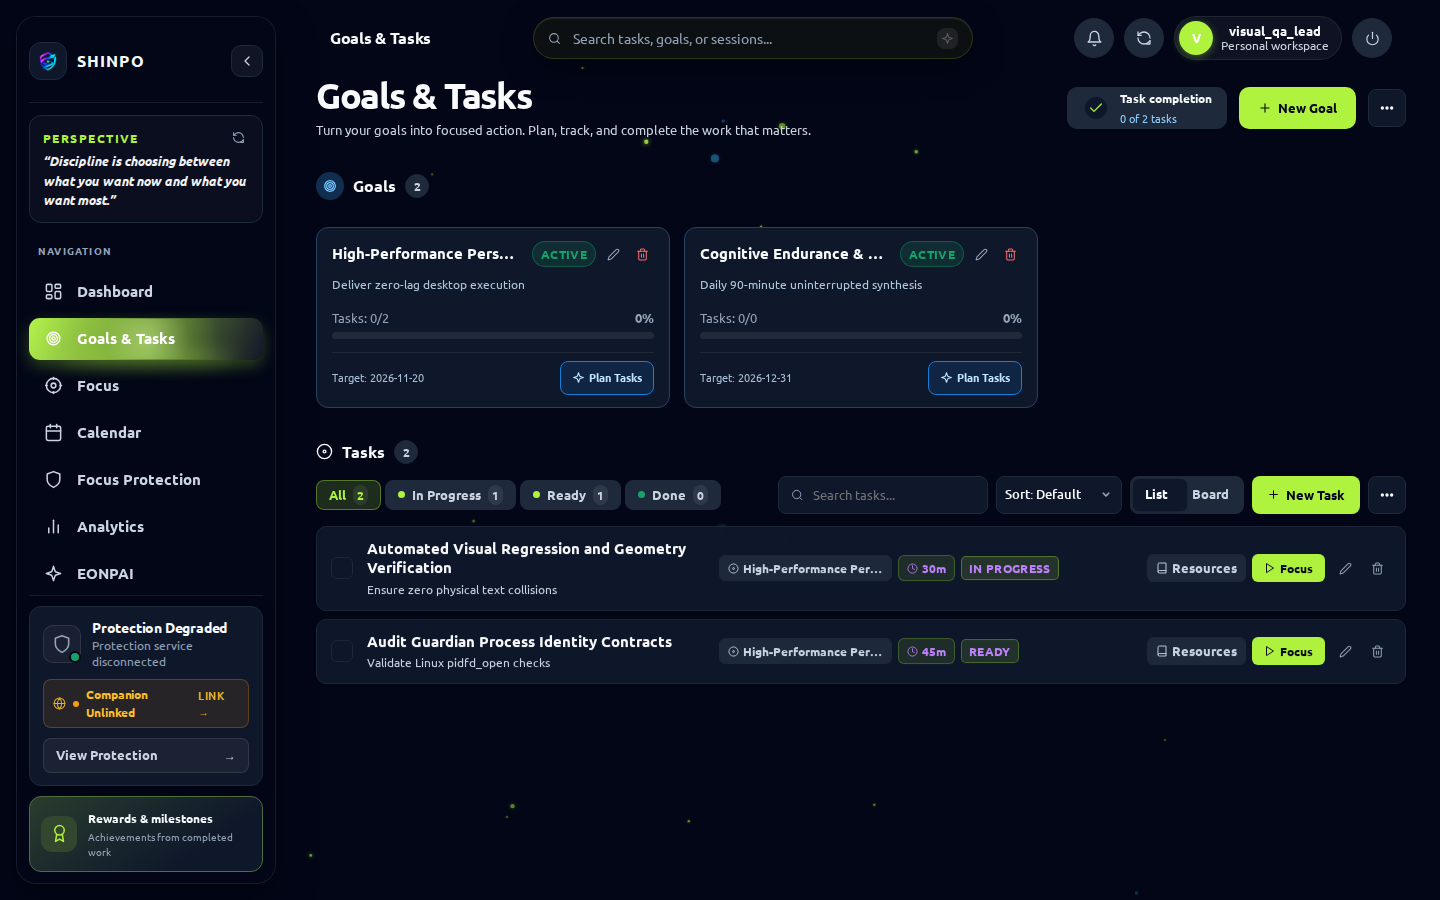 SHINPO
PERSPECTIVE
“Discipline is choosing between
what you want now and what you
want most.”
NAVIGATION
Dashboard
Goals & Tasks
Focus
Calendar
Focus Protection
Analytics
EONPAI
Protection Degraded
Protection service
disconnected
Companion
Unlinked
LINK
→
View Protection →
Rewards & milestones
Achievements from completed
work
Goals & Tasks
Search tasks, goals, or sessions...
V
visual_qa_lead
Personal workspace
Goals & Tasks
Turn your goals into focused action. Plan, track, and complete the work that matters.
Task completion
0 of 2 tasks
+ New Goal
•••
Goals 2
High-Performance Pers... ACTIVE
Deliver zero-lag desktop execution
Tasks: 0/2 0%
Target: 2026-11-20 Plan Tasks
Cognitive Endurance & ... ACTIVE
Daily 90-minute uninterrupted synthesis
Tasks: 0/0 0%
Target: 2026-12-31 Plan Tasks
Tasks 2
All 2 In Progress 1 Ready 1 Done 0
Search tasks... Sort: Default List Board + New Task •••
Automated Visual Regression and Geometry
Verification
Ensure zero physical text collisions
High-Performance Per... 30m IN PROGRESS Resources Focus
Audit Guardian Process Identity Contracts
Validate Linux pidfd_open checks
High-Performance Per... 45m READY Resources Focus